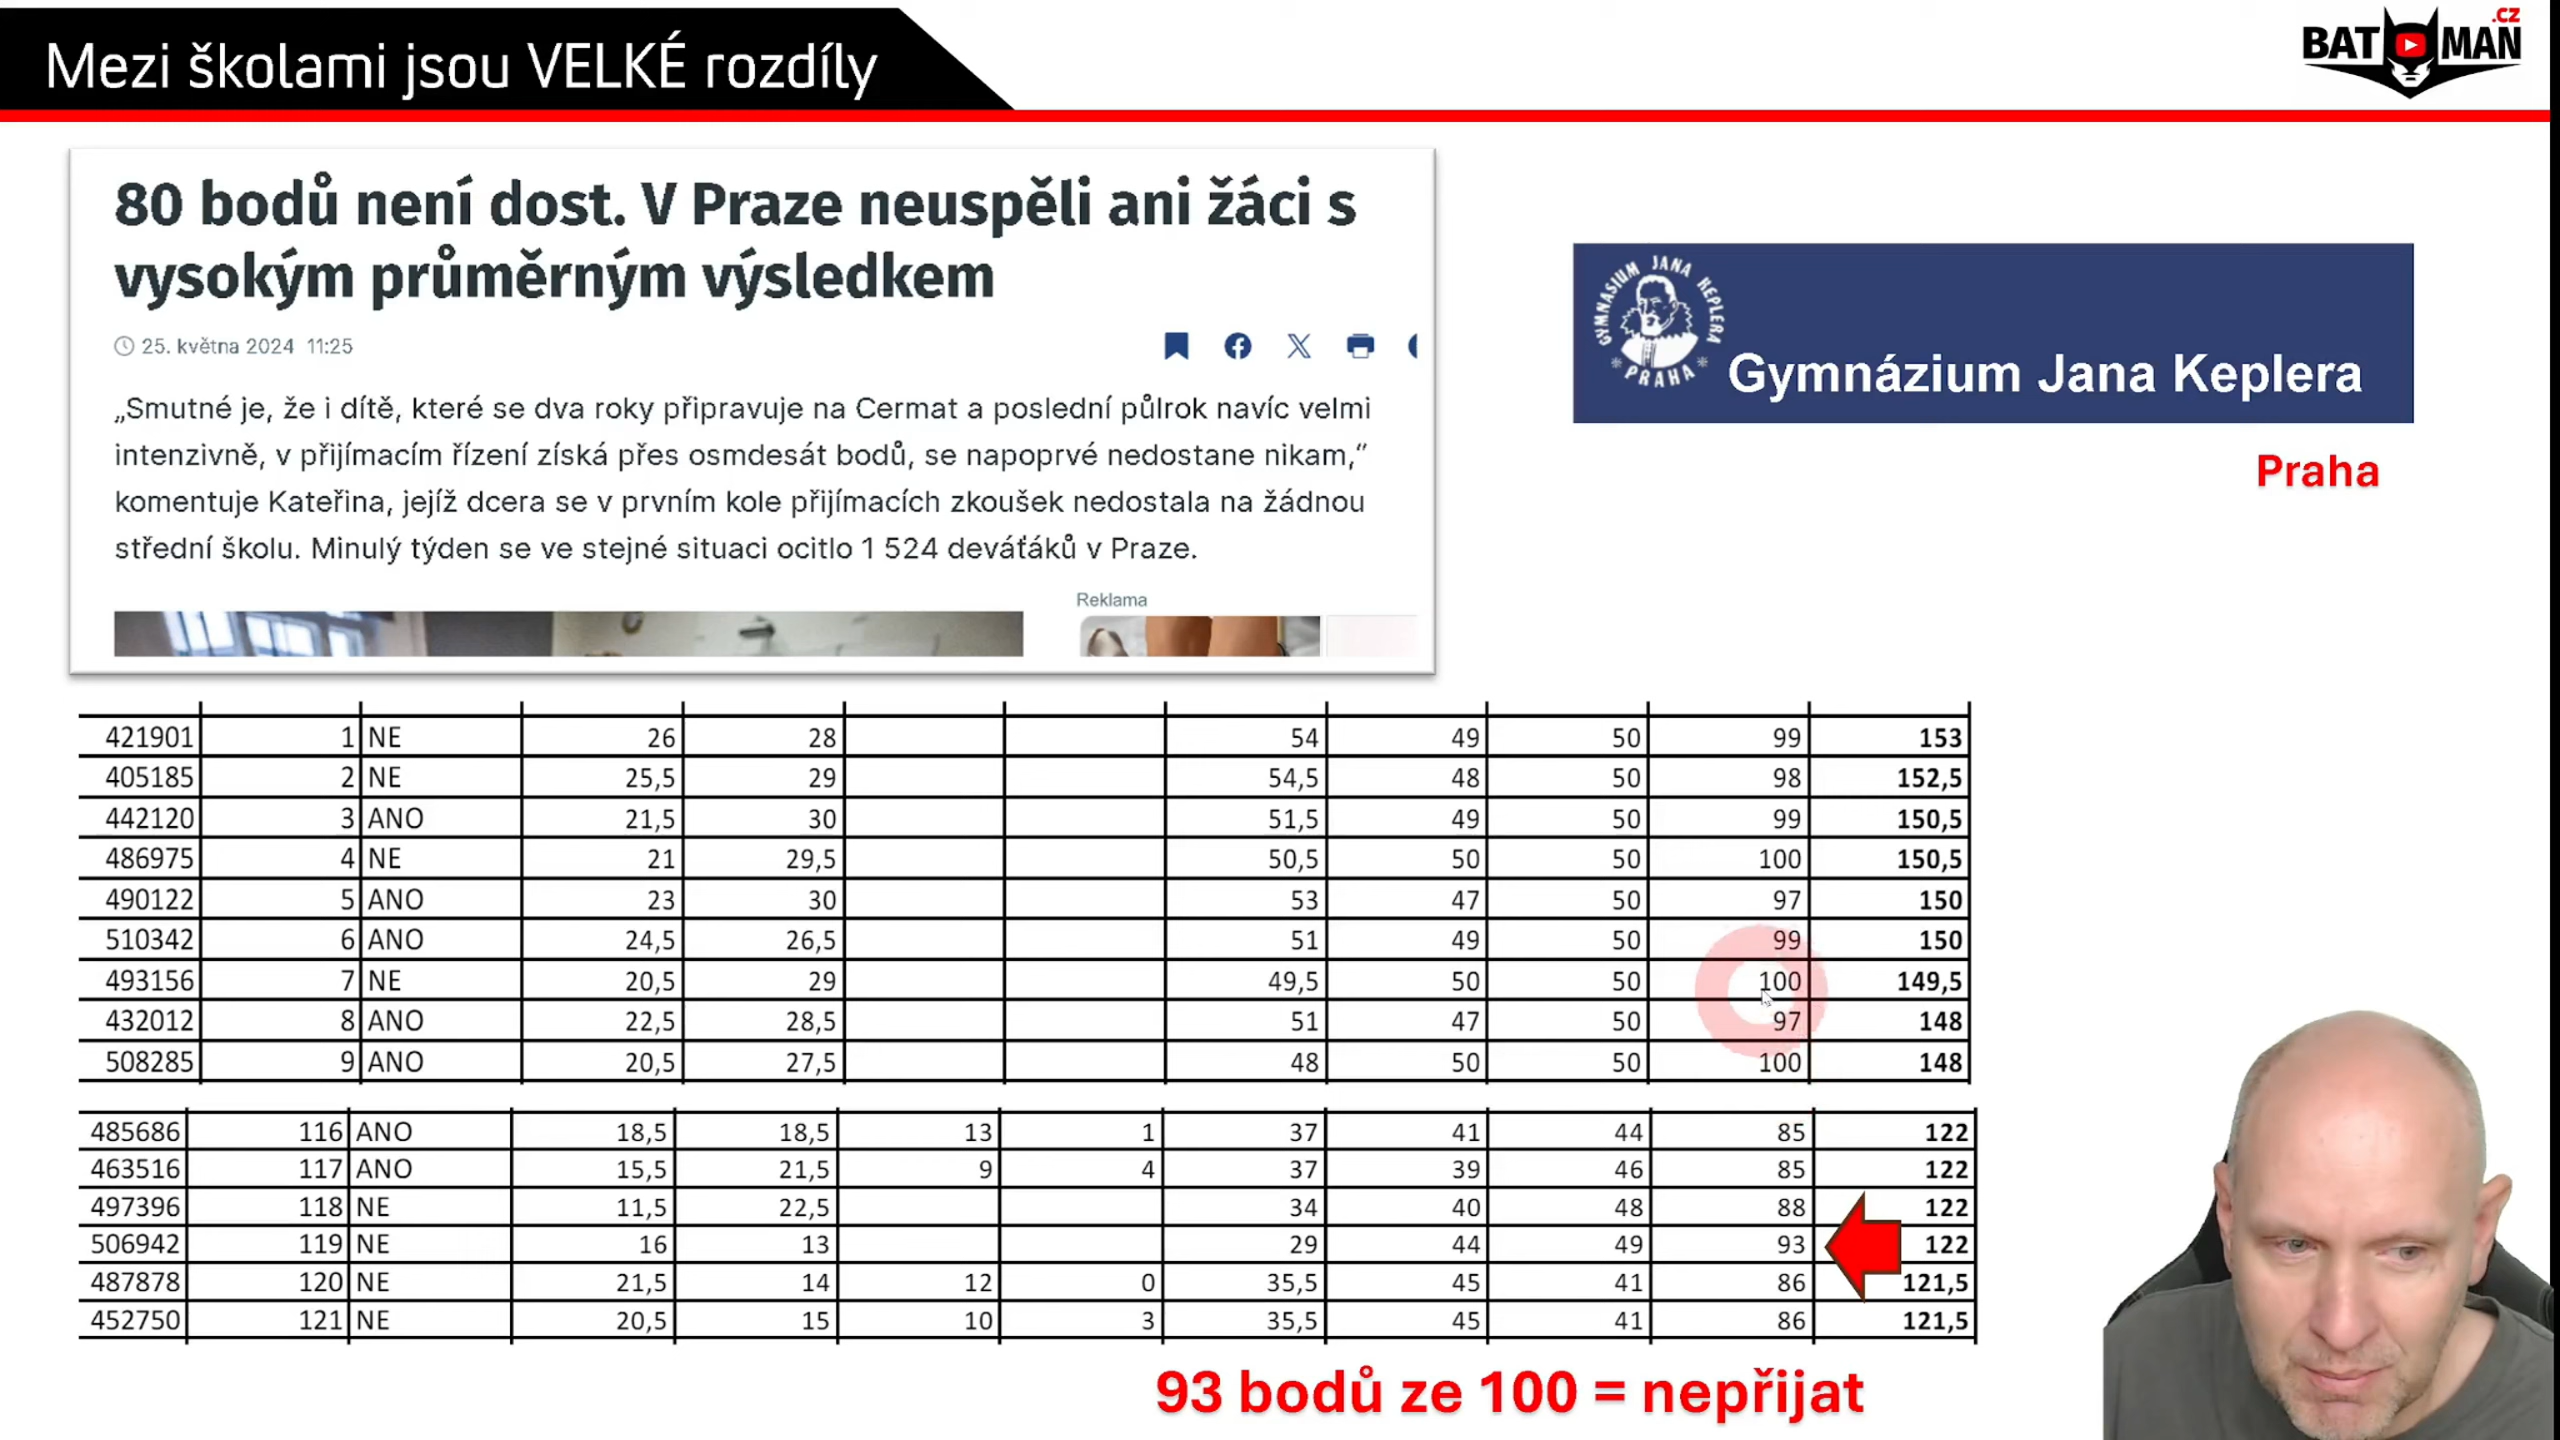 Mezi školami jsou VELKÉ rozdíly
BATMAN
.CZ
80 bodů není dost. V Praze neuspěli ani žáci s
vysokým průměrným výsledkem
25. května 2024 11:25
„Smutné je, že i dítě, které se dva roky připravuje na Cermat a poslední půlrok navíc velmi
intenzivně, v přijímacím řízení získá přes osmdesát bodů, se napoprvé nedostane nikam,“
komentuje Kateřina, jejíž dcera se v prvním kole přijímacích zkoušek nedostala na žádnou
střední školu. Minulý týden se ve stejné situaci ocitlo 1 524 deváťáků v Praze.
Reklama
GYMNASIUM JANA KEPLERA
* PRAHA *
Gymnázium Jana Keplera
Praha
421901 1 NE 26 28 54 49 50 99 153
405185 2 NE 25,5 29 54,5 48 50 98 152,5
442120 3 ANO 21,5 30 51,5 49 50 99 150,5
486975 4 NE 21 29,5 50,5 50 50 100 150,5
490122 5 ANO 23 30 53 47 50 97 150
510342 6 ANO 24,5 26,5 51 49 50 99 150
493156 7 NE 20,5 29 49,5 50 50 100 149,5
432012 8 ANO 22,5 28,5 51 47 50 97 148
508285 9 ANO 20,5 27,5 48 50 50 100 148
485686 116 ANO 18,5 18,5 13 1 37 41 44 85 122
463516 117 ANO 15,5 21,5 9 4 37 39 46 85 122
497396 118 NE 11,5 22,5 34 40 48 88 122
506942 119 NE 16 13 29 44 49 93 122
487878 120 NE 21,5 14 12 0 35,5 45 41 86 121,5
452750 121 NE 20,5 15 10 3 35,5 45 41 86 121,5
93 bodů ze 100 = nepřijat